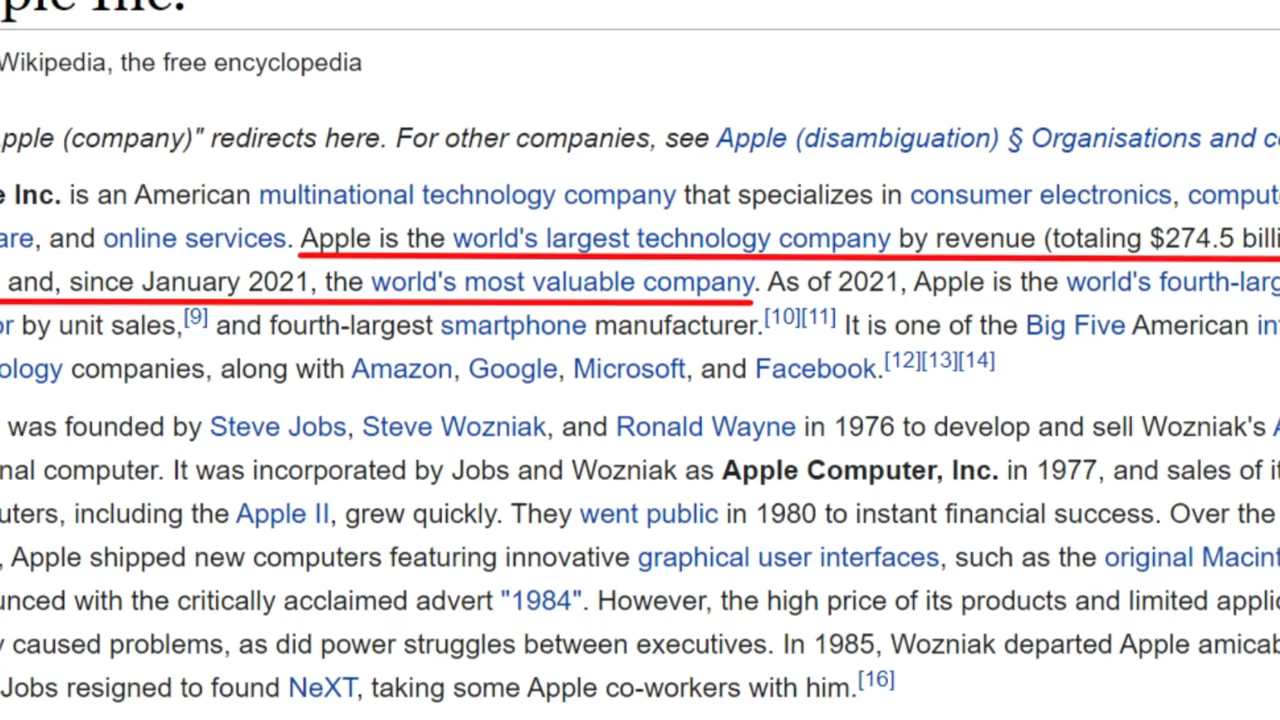 ple Inc.
Wikipedia, the free encyclopedia
pple (company)" redirects here. For other companies, see Apple (disambiguation) § Organisations and co
e Inc. is an American multinational technology company that specializes in consumer electronics, comput
are, and online services. Apple is the world's largest technology company by revenue (totaling $274.5 billi
and, since January 2021, the world's most valuable company. As of 2021, Apple is the world's fourth-larg
or by unit sales,[9] and fourth-largest smartphone manufacturer.[10][11] It is one of the Big Five American in
ology companies, along with Amazon, Google, Microsoft, and Facebook.[12][13][14]
was founded by Steve Jobs, Steve Wozniak, and Ronald Wayne in 1976 to develop and sell Wozniak's A
nal computer. It was incorporated by Jobs and Wozniak as Apple Computer, Inc. in 1977, and sales of it
uters, including the Apple II, grew quickly. They went public in 1980 to instant financial success. Over the
, Apple shipped new computers featuring innovative graphical user interfaces, such as the original Macint
unced with the critically acclaimed advert "1984". However, the high price of its products and limited applic
y caused problems, as did power struggles between executives. In 1985, Wozniak departed Apple amicab
Jobs resigned to found NeXT, taking some Apple co-workers with him.[16]